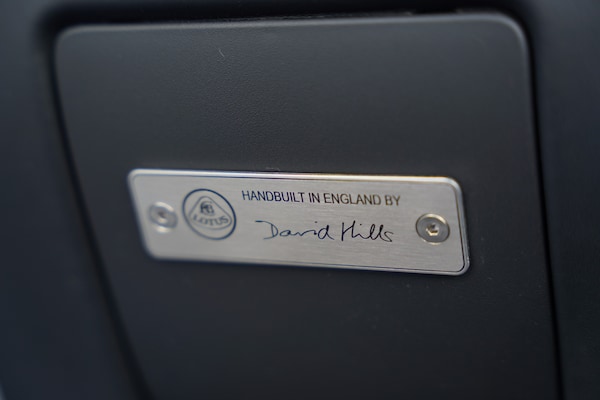 HANDBUILT IN ENGLAND BY
LOTUS
David Hills